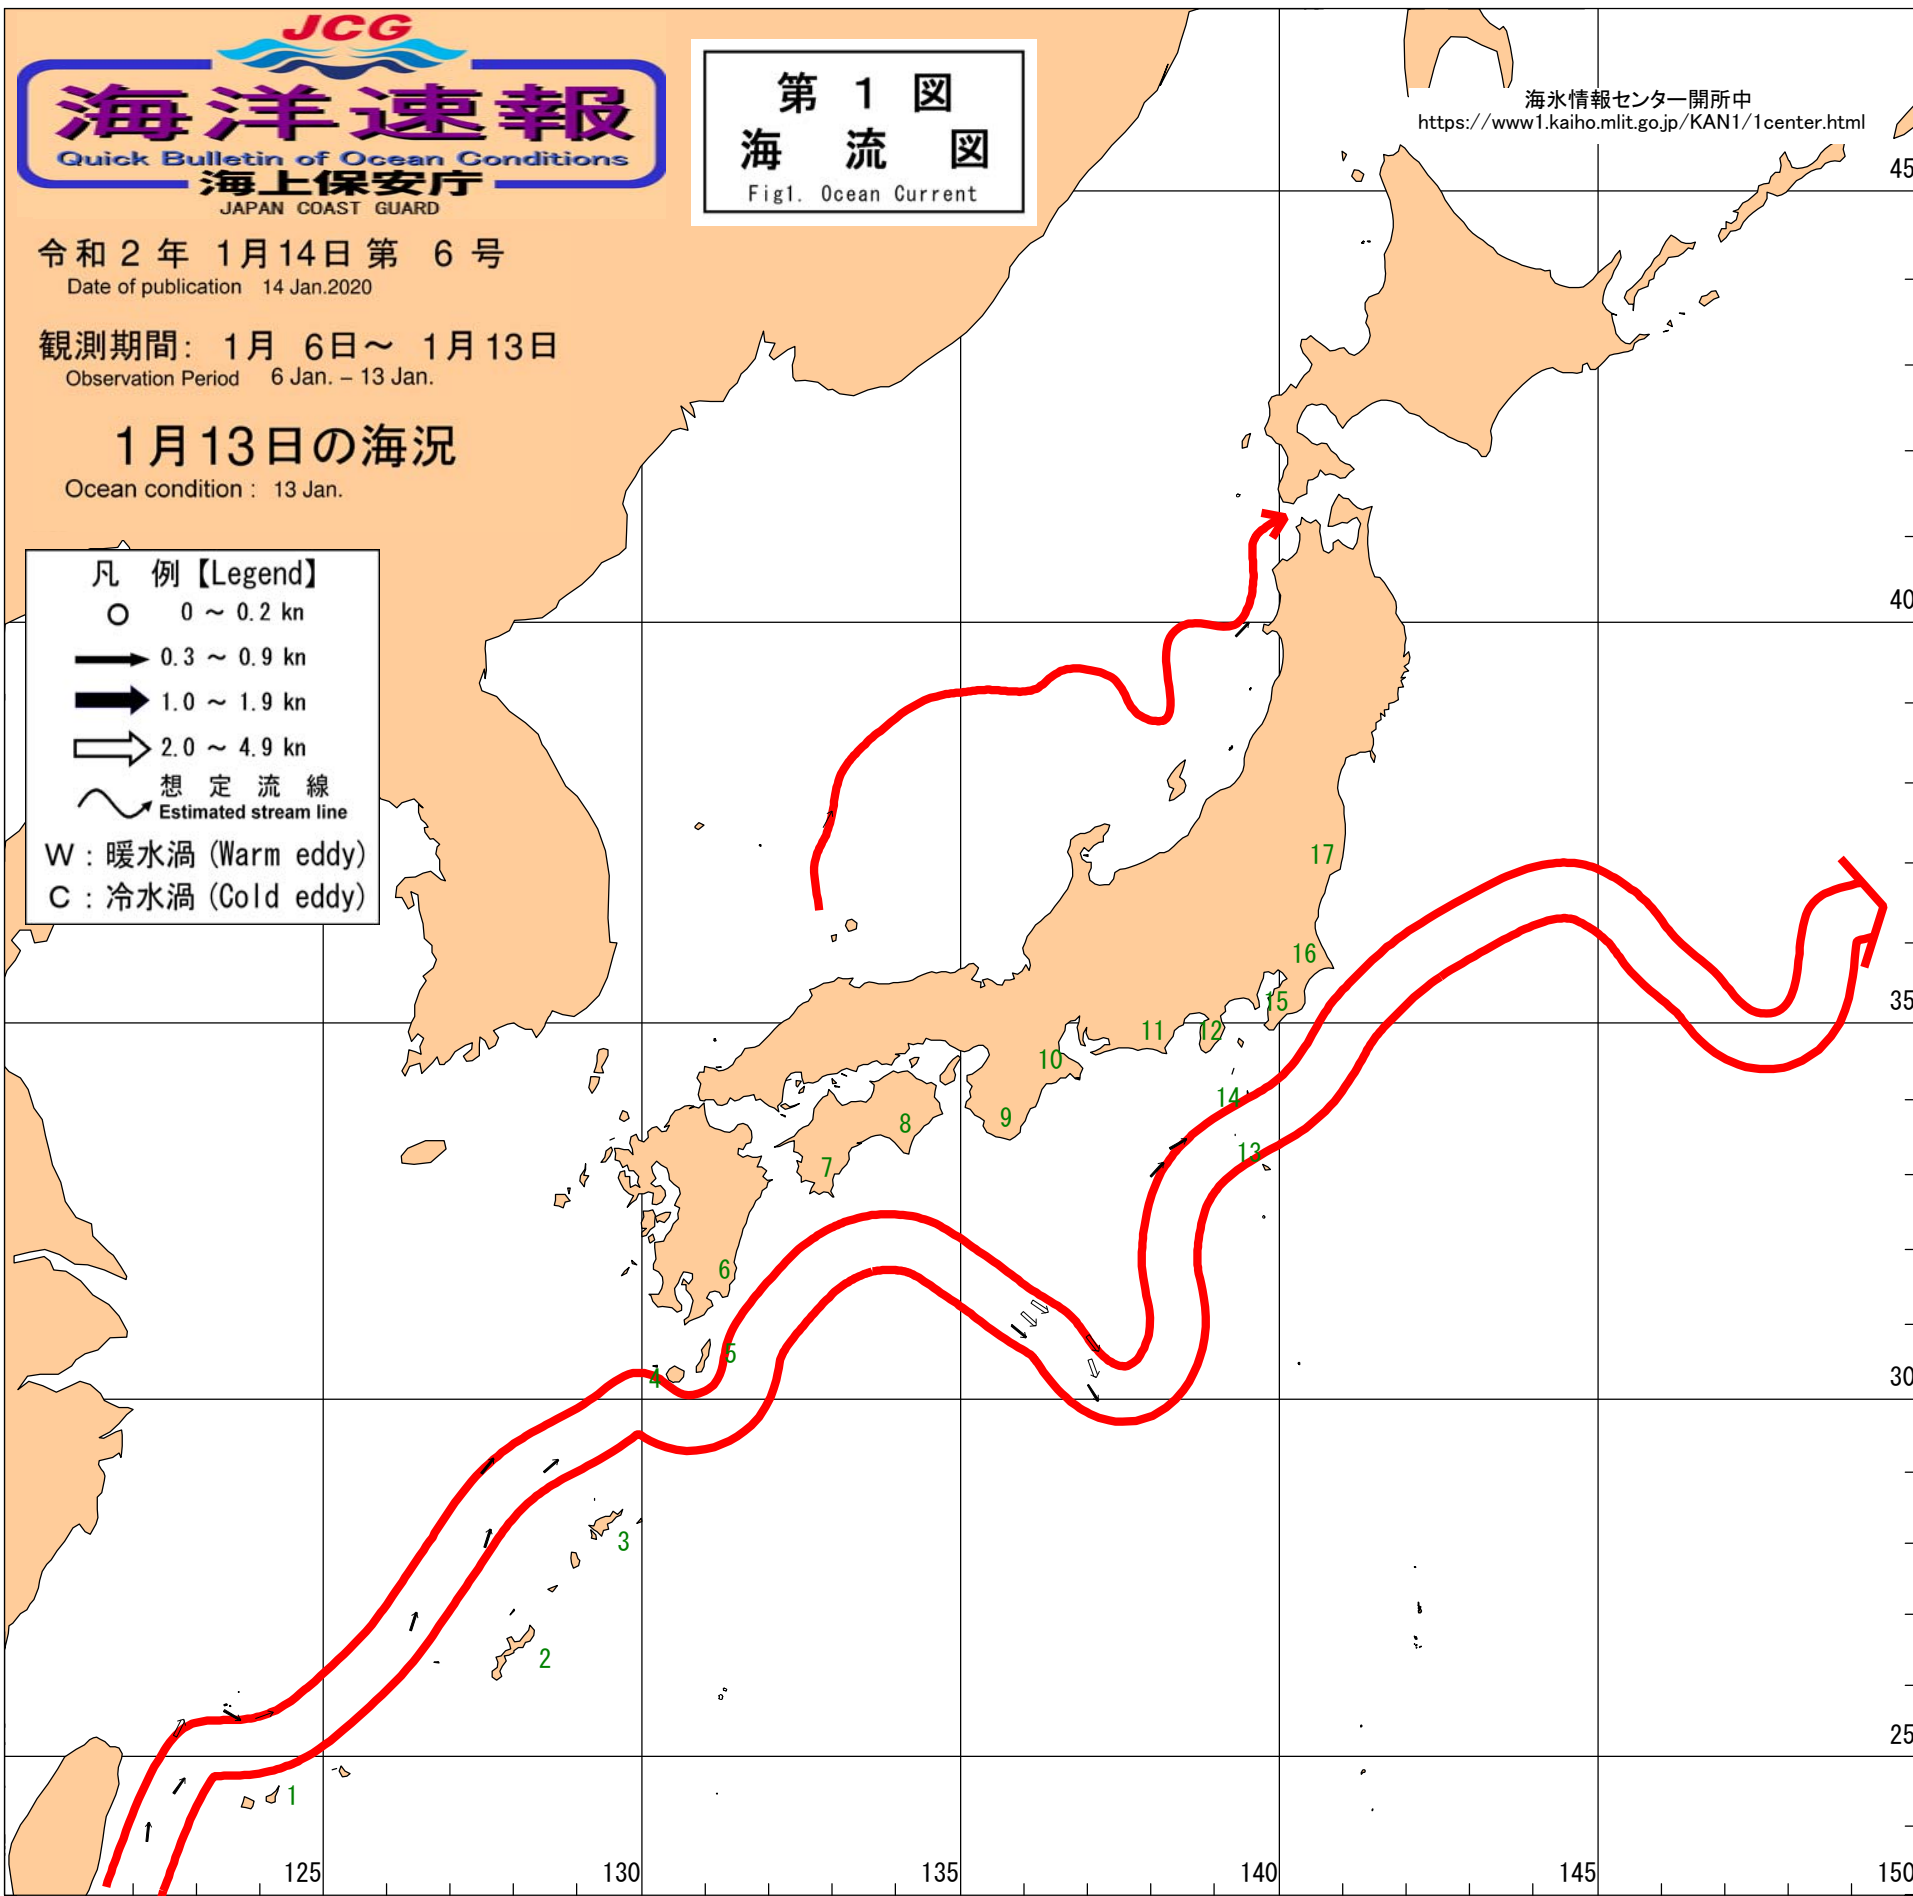 JCG
海洋速報
Quick Bulletin of Ocean Conditions
海上保安庁
JAPAN COAST GUARD
第 1 図
海 流 図
Fig1. Ocean Current
海氷情報センター開所中
https://www1.kaiho.mlit.go.jp/KAN1/1center.html
令和 2 年 1月14日 第 6 号
Date of publication 14 Jan.2020
観測期間: 1月 6日～ 1月13日
Observation Period 6 Jan. – 13 Jan.
1月13日の海況
Ocean condition : 13 Jan.
凡 例【Legend】
0 ～ 0.2 kn
0.3 ～ 0.9 kn
1.0 ～ 1.9 kn
2.0 ～ 4.9 kn
想 定 流 線
Estimated stream line
W : 暖水渦 (Warm eddy)
C : 冷水渦 (Cold eddy)
45
40
17
16
35
15
12
11
10
14
9
8
13
7
6
5
4
30
3
2
25
1
125
130
135
140
145
150